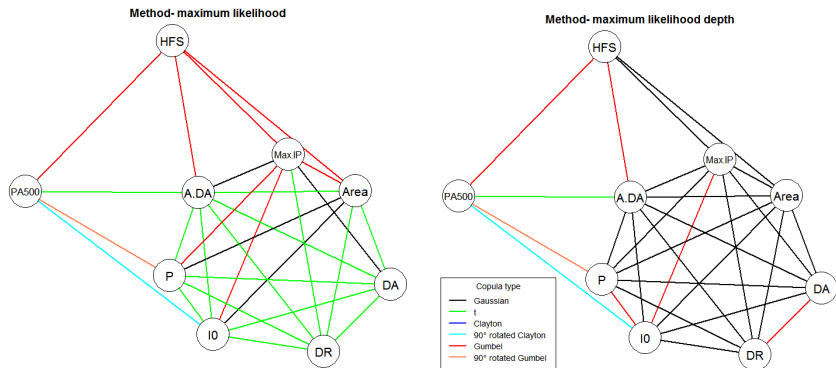 Method- maximum likelihood
HFS
Max.IP
PA500
A.DA
Area
P
DA
I0
DR
Method- maximum likelihood depth
HFS
Max.IP
PA500
A.DA
Area
P
DA
I0
DR
Copula type
Gaussian
t
Clayton
90° rotated Clayton
Gumbel
90° rotated Gumbel